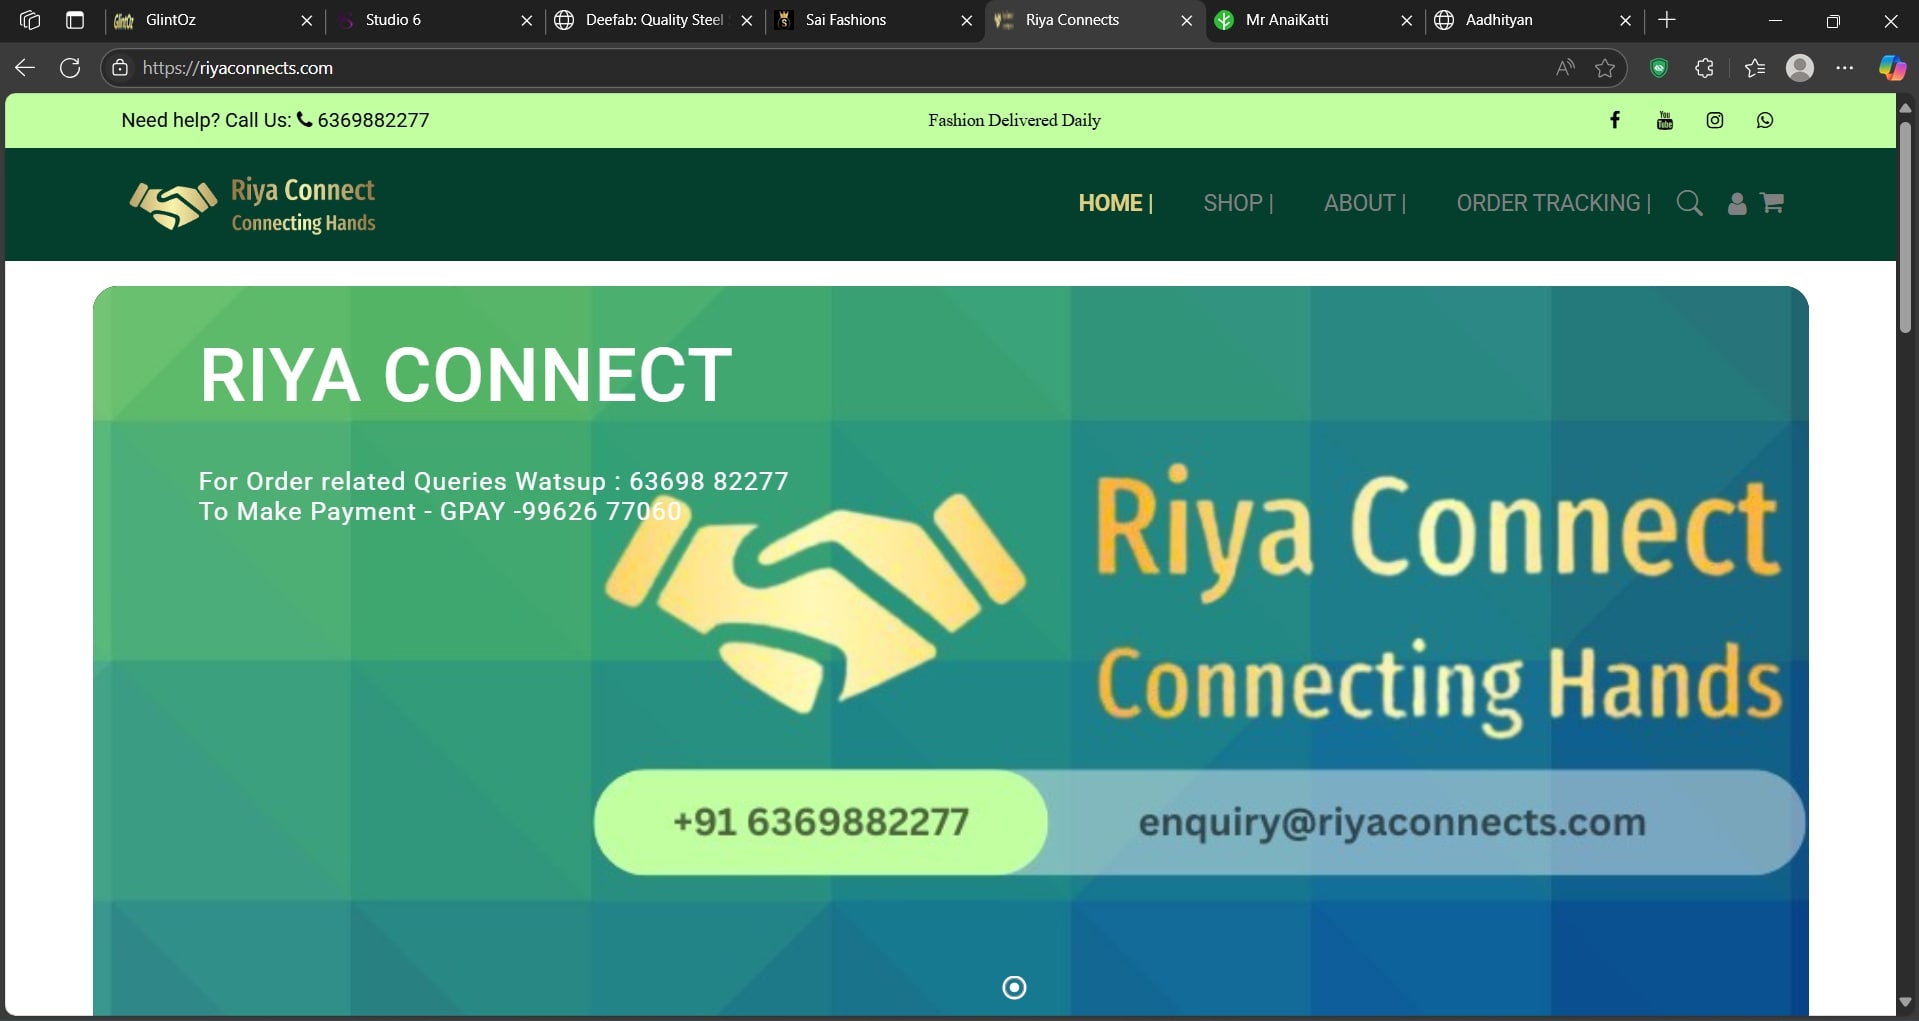 GlintOz
Studio 6
Deefab: Quality Steel
Sai Fashions
Riya Connects
Mr AnaiKatti
Aadhityan
https://riyaconnects.com
Need help? Call Us: 6369882277
Fashion Delivered Daily
Riya Connect
Connecting Hands
HOME |
SHOP |
ABOUT |
ORDER TRACKING |
RIYA CONNECT
For Order related Queries Watsup : 63698 82277
To Make Payment - GPAY -99626 77060
Riya Connect
Connecting Hands
+91 6369882277
enquiry@riyaconnects.com